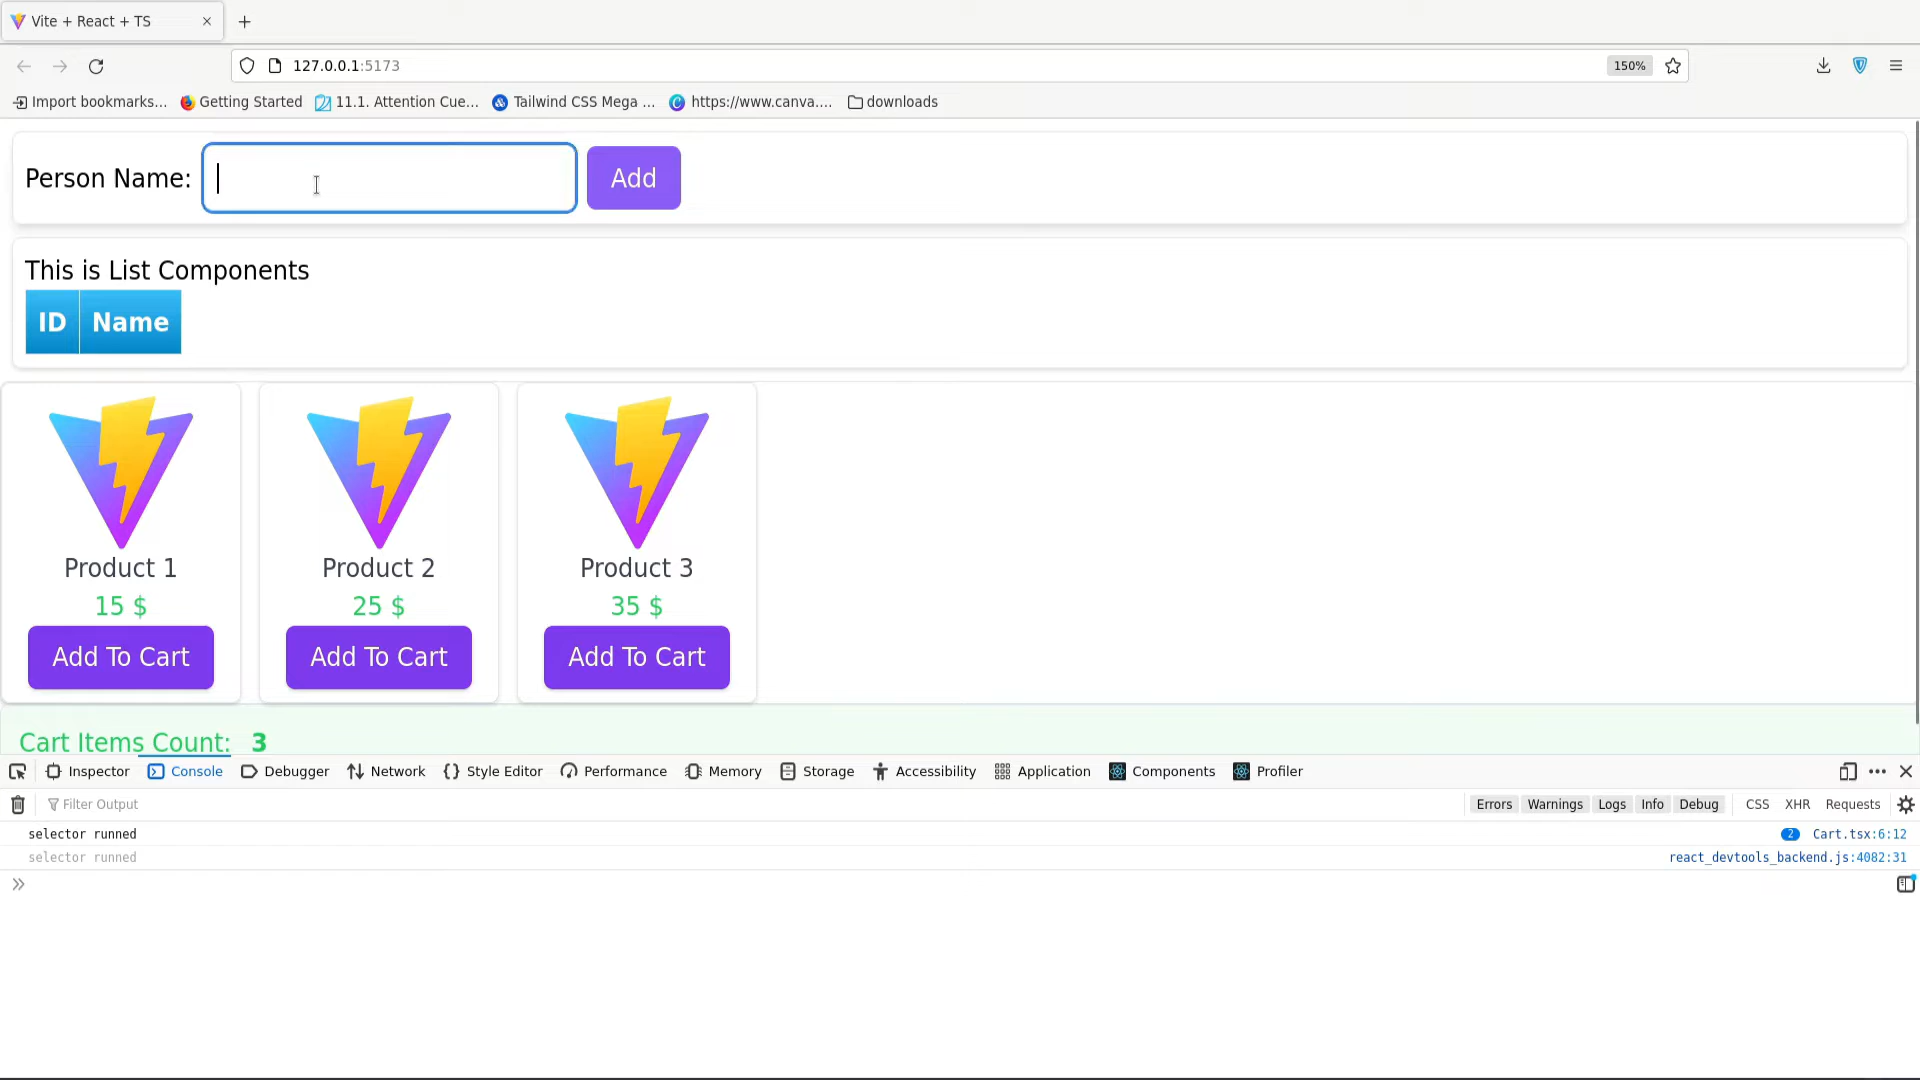 Vite + React + TS
127.0.0.1:5173
150%
Import bookmarks... Getting Started 11.1. Attention Cue... Tailwind CSS Mega ... https://www.canva.... downloads
Person Name: Add
This is List Components
ID Name
Product 1 Product 2 Product 3
15 $ 25 $ 35 $
Add To Cart Add To Cart Add To Cart
Cart Items Count: 3
Inspector Console Debugger Network Style Editor Performance Memory Storage Accessibility Application Components Profiler
Filter Output Errors Warnings Logs Info Debug CSS XHR Requests
selector runned 2 Cart.tsx:6:12
selector runned react_devtools_backend.js:4082:31